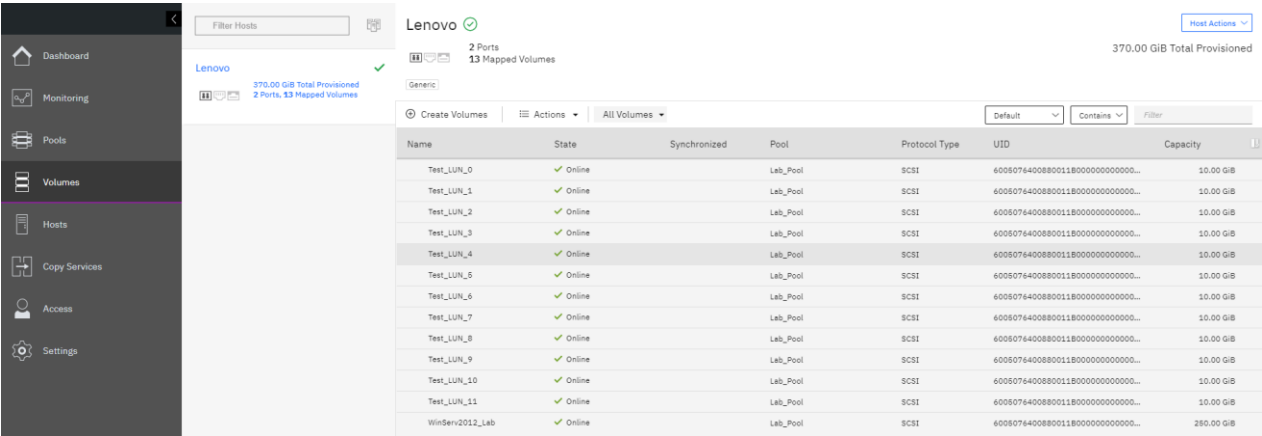 Dashboard
Monitoring
Pools
Volumes
Hosts
Copy Services
Access
Settings
Filter Hosts
Lenovo
370.00 GiB Total Provisioned
2 Ports, 13 Mapped Volumes
Lenovo
2 Ports
13 Mapped Volumes
Generic
Host Actions
370.00 GiB Total Provisioned
Create Volumes Actions All Volumes Default Contains Filter
Name State Synchronized Pool Protocol Type UID Capacity
Test_LUN_0 Online Lab_Pool SCSI 6005076400880011B000000000000... 10.00 GiB
Test_LUN_1 Online Lab_Pool SCSI 6005076400880011B000000000000... 10.00 GiB
Test_LUN_2 Online Lab_Pool SCSI 6005076400880011B000000000000... 10.00 GiB
Test_LUN_3 Online Lab_Pool SCSI 6005076400880011B000000000000... 10.00 GiB
Test_LUN_4 Online Lab_Pool SCSI 6005076400880011B000000000000... 10.00 GiB
Test_LUN_5 Online Lab_Pool SCSI 6005076400880011B000000000000... 10.00 GiB
Test_LUN_6 Online Lab_Pool SCSI 6005076400880011B000000000000... 10.00 GiB
Test_LUN_7 Online Lab_Pool SCSI 6005076400880011B000000000000... 10.00 GiB
Test_LUN_8 Online Lab_Pool SCSI 6005076400880011B000000000000... 10.00 GiB
Test_LUN_9 Online Lab_Pool SCSI 6005076400880011B000000000000... 10.00 GiB
Test_LUN_10 Online Lab_Pool SCSI 6005076400880011B000000000000... 10.00 GiB
Test_LUN_11 Online Lab_Pool SCSI 6005076400880011B000000000000... 10.00 GiB
WinServ2012_Lab Online Lab_Pool SCSI 6005076400880011B000000000000... 250.00 GiB